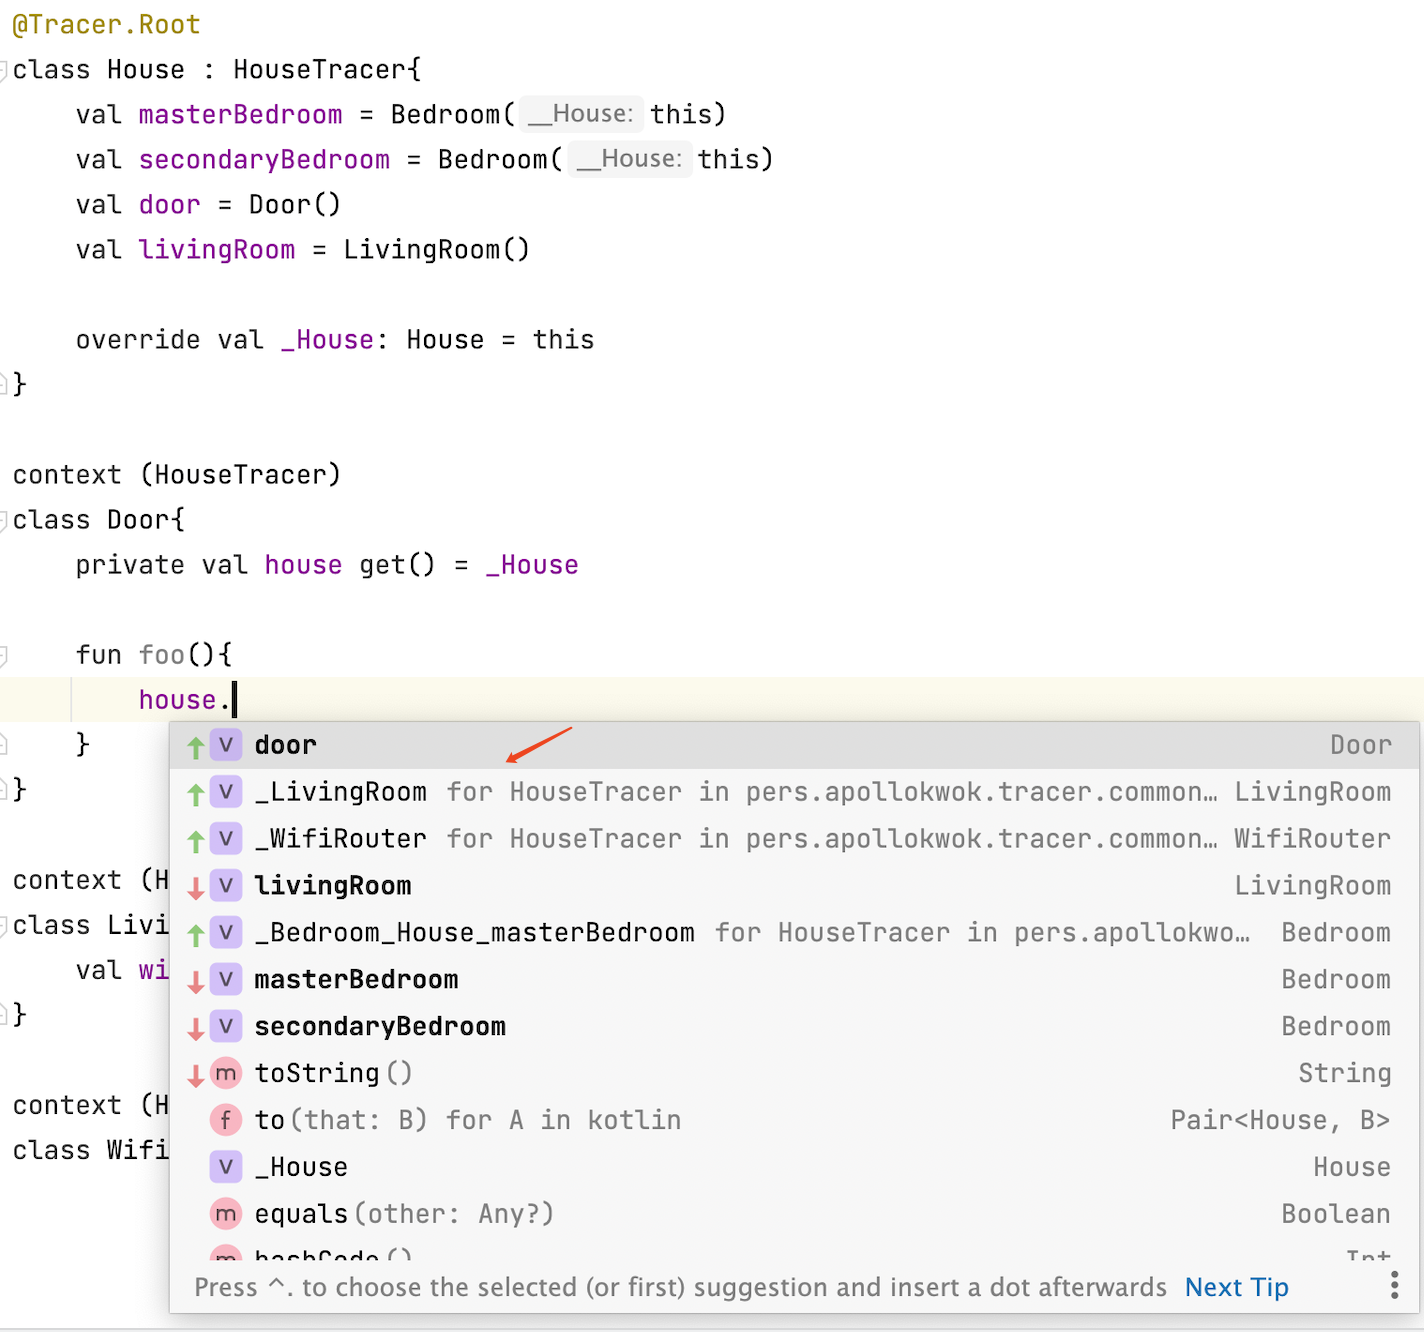 @Tracer.Root
class House : HouseTracer{
val masterBedroom = Bedroom( __House: this)
val secondaryBedroom = Bedroom( __House: this)
val door = Door()
val livingRoom = LivingRoom()
override val _House: House = this
}
context (HouseTracer)
class Door{
private val house get() = _House
fun foo(){
house.
}
}
context (H
class Livi
val wi
}
context (H
class Wifi
V door Door
V _LivingRoom for HouseTracer in pers.apollokwok.tracer.common… LivingRoom
V _WifiRouter for HouseTracer in pers.apollokwok.tracer.common… WifiRouter
V livingRoom LivingRoom
V _Bedroom_House_masterBedroom for HouseTracer in pers.apollokwo… Bedroom
V masterBedroom Bedroom
V secondaryBedroom Bedroom
m toString() String
f to(that: B) for A in kotlin Pair<House, B>
V _House House
m equals(other: Any?) Boolean
m hashCode() Int
Press ^. to choose the selected (or first) suggestion and insert a dot afterwards Next Tip